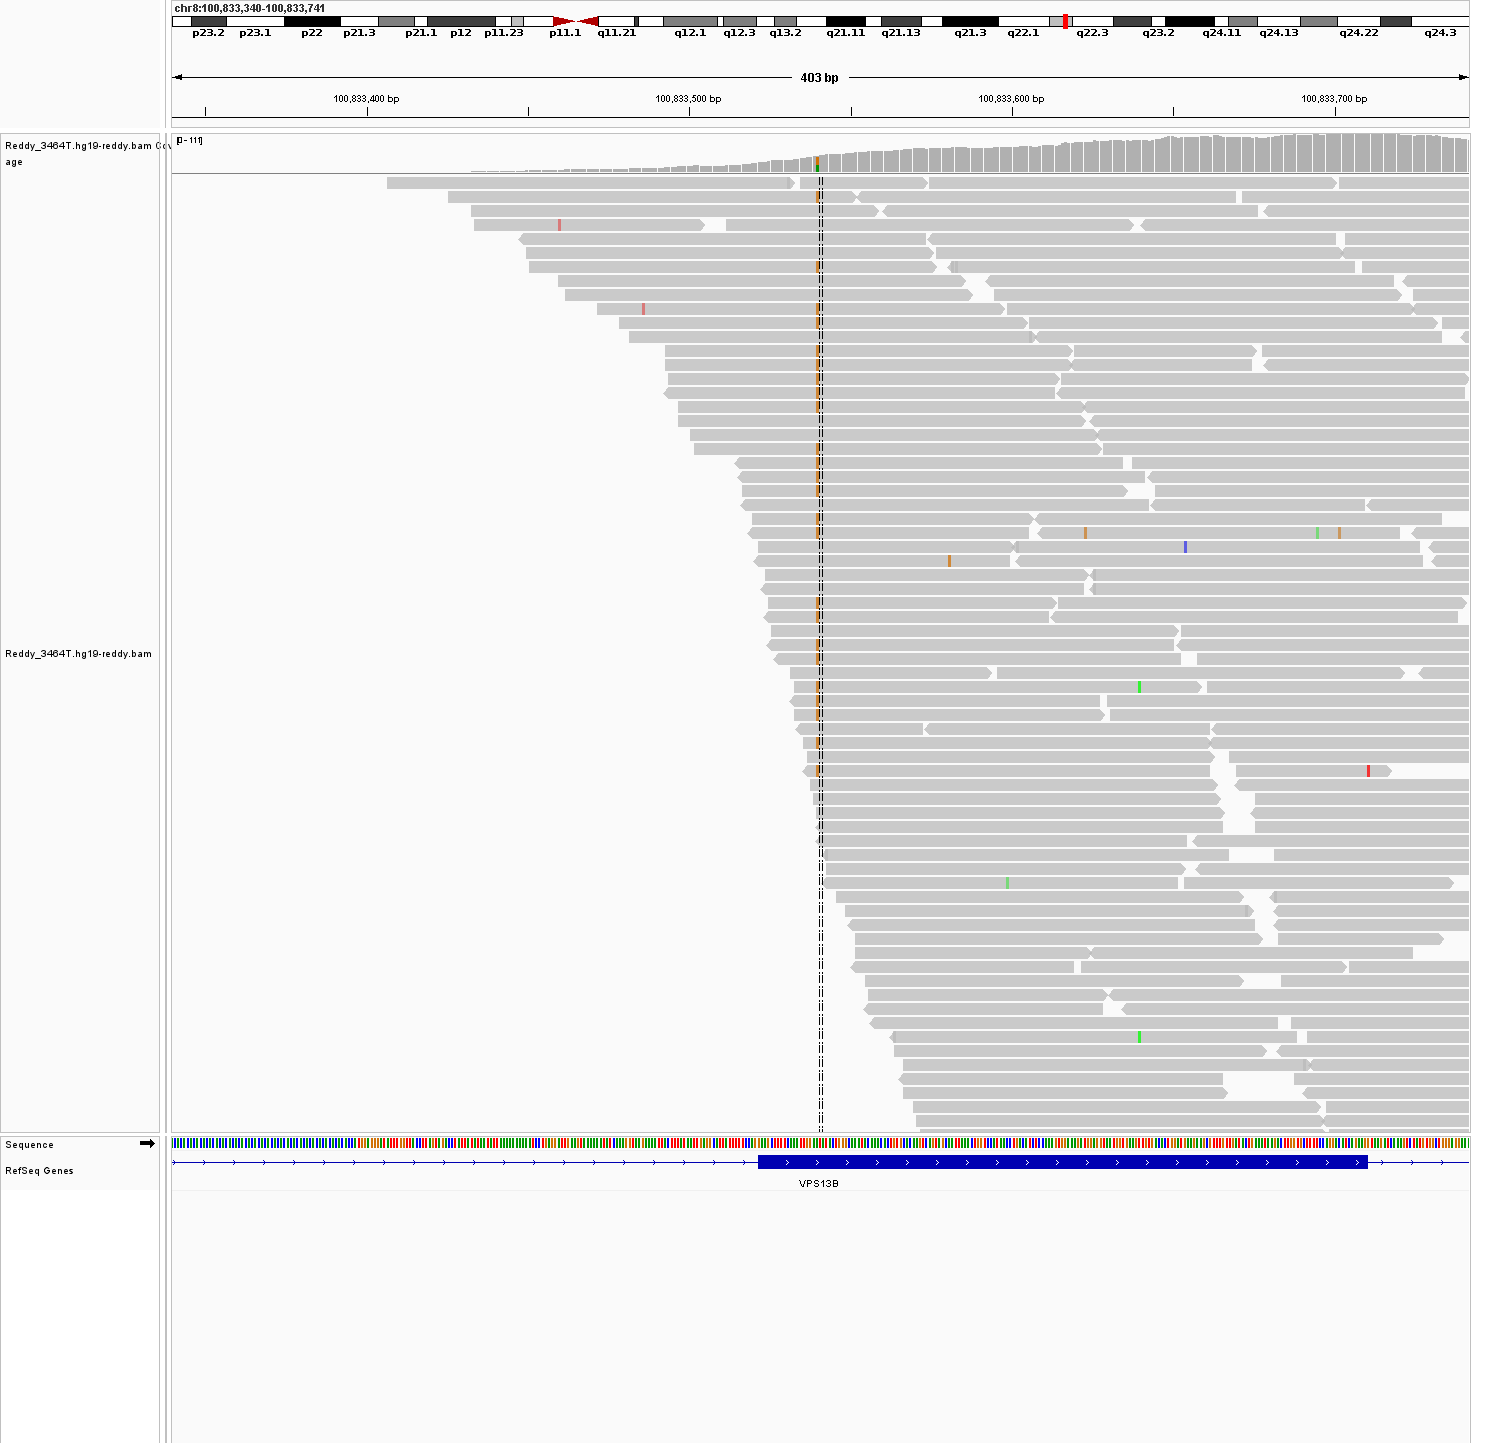 chr8:100,833,340-100,833,741
p23.2 p23.1 p22 p21.3 p21.1 p12 p11.23 p11.1 q11.21 q12.1 q12.3 q13.2 q21.11 q21.13 q21.3 q22.1 q22.3 q23.2 q24.11 q24.13 q24.22 q24.3
403 bp
100,833,400 bp 100,833,500 bp 100,833,600 bp 100,833,700 bp
Reddy_3464T.hg19-reddy.bam Cov
age
[0 - 111]
Reddy_3464T.hg19-reddy.bam
Sequence
RefSeq Genes
VPS13B